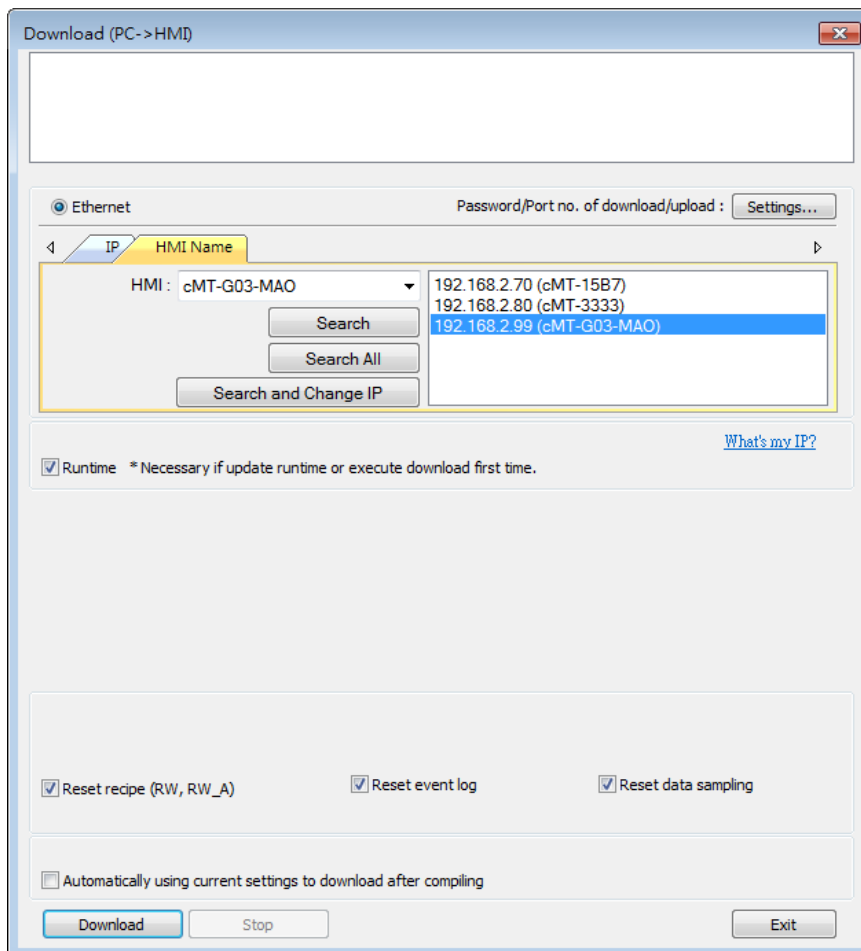 Download (PC->HMI)
Ethernet
Password/Port no. of download/upload :
Settings...
IP
HMI Name
HMI :
cMT-G03-MAO
192.168.2.70 (cMT-15B7)
192.168.2.80 (cMT-3333)
192.168.2.99 (cMT-G03-MAO)
Search
Search All
Search and Change IP
What's my IP?
Runtime * Necessary if update runtime or execute download first time.
Reset recipe (RW, RW_A)
Reset event log
Reset data sampling
Automatically using current settings to download after compiling
Download
Stop
Exit